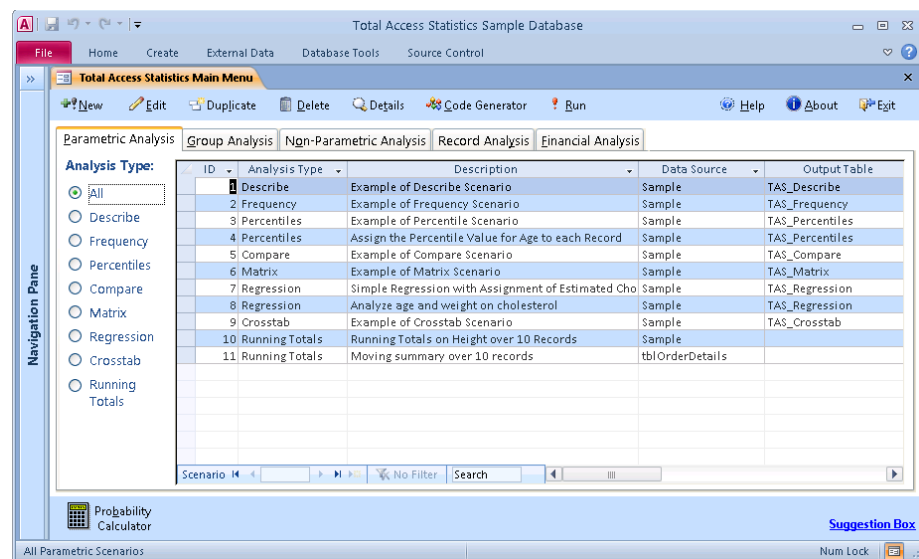 A Total Access Statistics Sample Database
File Home Create External Data Database Tools Source Control
Total Access Statistics Main Menu
New Edit Duplicate Delete Details Code Generator Run Help About Exit
Parametric Analysis Group Analysis Non-Parametric Analysis Record Analysis Financial Analysis
Analysis Type:
All
Describe
Frequency
Percentiles
Compare
Matrix
Regression
Crosstab
Running
Totals
ID Analysis Type Description Data Source Output Table
1 Describe Example of Describe Scenario Sample TAS_Describe
2 Frequency Example of Frequency Scenario Sample TAS_Frequency
3 Percentiles Example of Percentile Scenario Sample TAS_Percentiles
4 Percentiles Assign the Percentile Value for Age to each Record Sample TAS_Percentiles
5 Compare Example of Compare Scenario Sample TAS_Compare
6 Matrix Example of Matrix Scenario Sample TAS_Matrix
7 Regression Simple Regression with Assignment of Estimated Cho Sample TAS_Regression
8 Regression Analyze age and weight on cholesterol Sample TAS_Regression
9 Crosstab Example of Crosstab Scenario Sample TAS_Crosstab
10 Running Totals Running Totals on Height over 10 Records Sample
11 Running Totals Moving summary over 10 records tblOrderDetails
Navigation Pane
Scenario No Filter Search
Probability
Calculator
Suggestion Box
All Parametric Scenarios Num Lock